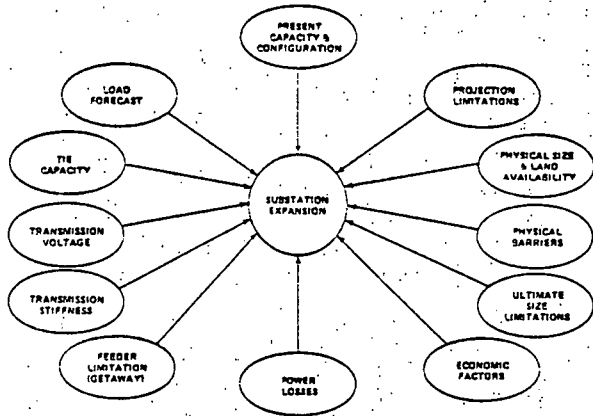 PRESENT
CAPACITY &
CONFIGURATION
LOAD
FORECAST
PROJECTION
LIMITATIONS
TIE
CAPACITY
PHYSICAL SIZE
& LAND
AVAILABILITY
SUBSTATION
EXPANSION
TRANSMISSION
VOLTAGE
PHYSICAL
BARRIERS
TRANSMISSION
STIFFNESS
ULTIMATE
SIZE
LIMITATIONS
FEEDER
LIMITATION
(GETAWAY)
POWER
LOSSES
ECONOMIC
FACTORS